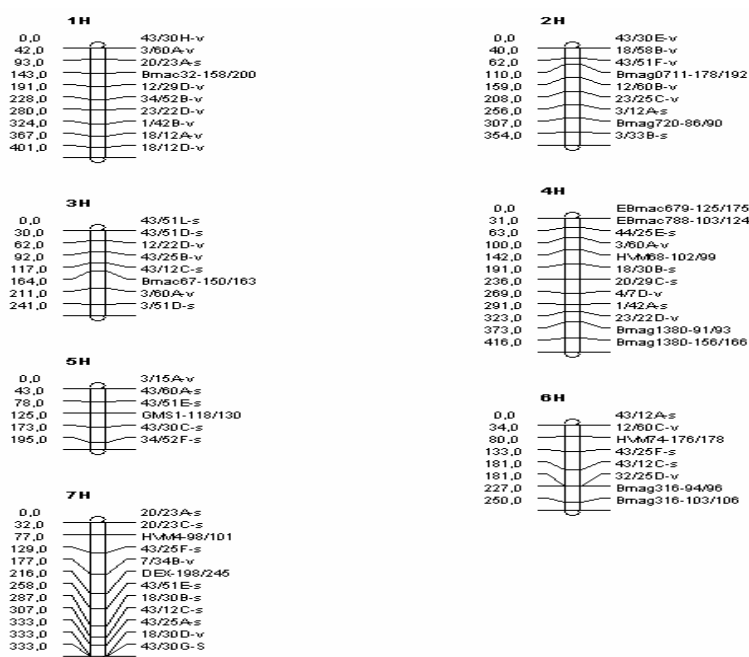 1H
0,0 43/30H-v
42,0 3/60A-v
93,0 20/23A-s
143,0 Bmac32-158/200
191,0 12/29D-v
228,0 34/52B-v
280,0 23/22D-v
324,0 1/42B-v
367,0 18/12A-v
401,0 18/12D-v
2H
0,0 43/30E-v
40,0 18/58B-v
62,0 43/51F-v
110,0 Bmag0711-178/192
159,0 12/60B-v
208,0 23/25C-v
256,0 3/12A-s
307,0 Bmag720-86/90
354,0 3/33B-s
3H
0,0 43/51L-s
30,0 43/51D-s
62,0 12/22D-v
92,0 43/25B-v
117,0 43/12C-s
164,0 Bmac67-150/163
211,0 3/60A-v
241,0 3/51D-s
4H
0,0 EBmac679-125/175
31,0 EBmac788-103/124
63,0 44/25E-s
100,0 3/60A-v
142,0 HVM68-102/99
191,0 18/30B-s
236,0 20/29C-s
269,0 4/7D-v
291,0 1/42A-s
323,0 23/22D-v
373,0 Bmag1380-91/93
416,0 Bmag1380-156/166
5H
0,0 3/15A-v
43,0 43/60A-s
78,0 43/51E-s
125,0 GMS1-118/130
173,0 43/30C-s
195,0 34/52F-s
6H
0,0 43/12A-s
34,0 12/60C-v
80,0 HVM74-176/178
133,0 43/25F-s
181,0 43/12C-s
181,0 32/25D-v
227,0 Bmag316-94/96
250,0 Bmag316-103/106
7H
0,0 20/23A-s
32,0 20/23C-s
77,0 HVM4-98/101
129,0 43/25F-s
177,0 7/34B-v
216,0 DEX-198/245
258,0 43/51E-s
287,0 18/30B-s
307,0 43/12C-s
333,0 43/25A-s
333,0 18/30D-v
333,0 43/30G-S